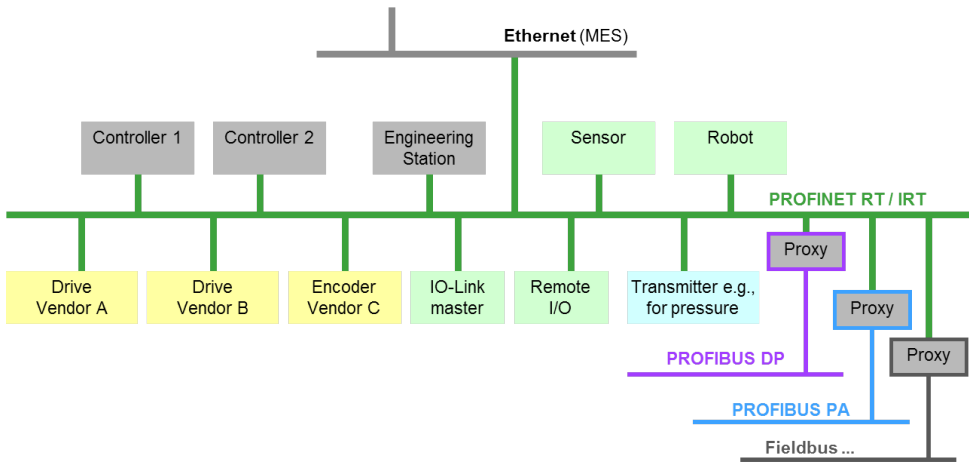 Ethernet (MES)
Controller 1
Controller 2
Engineering
Station
Sensor
Robot
PROFINET RT / IRT
Drive
Vendor A
Drive
Vendor B
Encoder
Vendor C
IO-Link
master
Remote
I/O
Transmitter e.g.,
for pressure
Proxy
Proxy
Proxy
PROFIBUS DP
PROFIBUS PA
Fieldbus ...